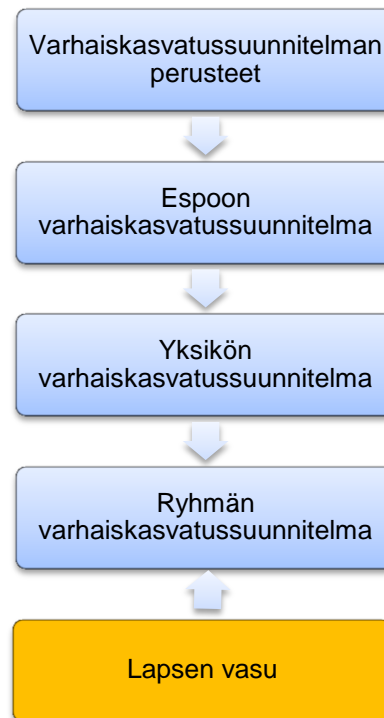 Varhaiskasvatussuunnitelman
perusteet
Espoon
varhaiskasvatussuunnitelma
Yksikön
varhaiskasvatussuunnitelma
Ryhmän
varhaiskasvatussuunnitelma
Lapsen vasu